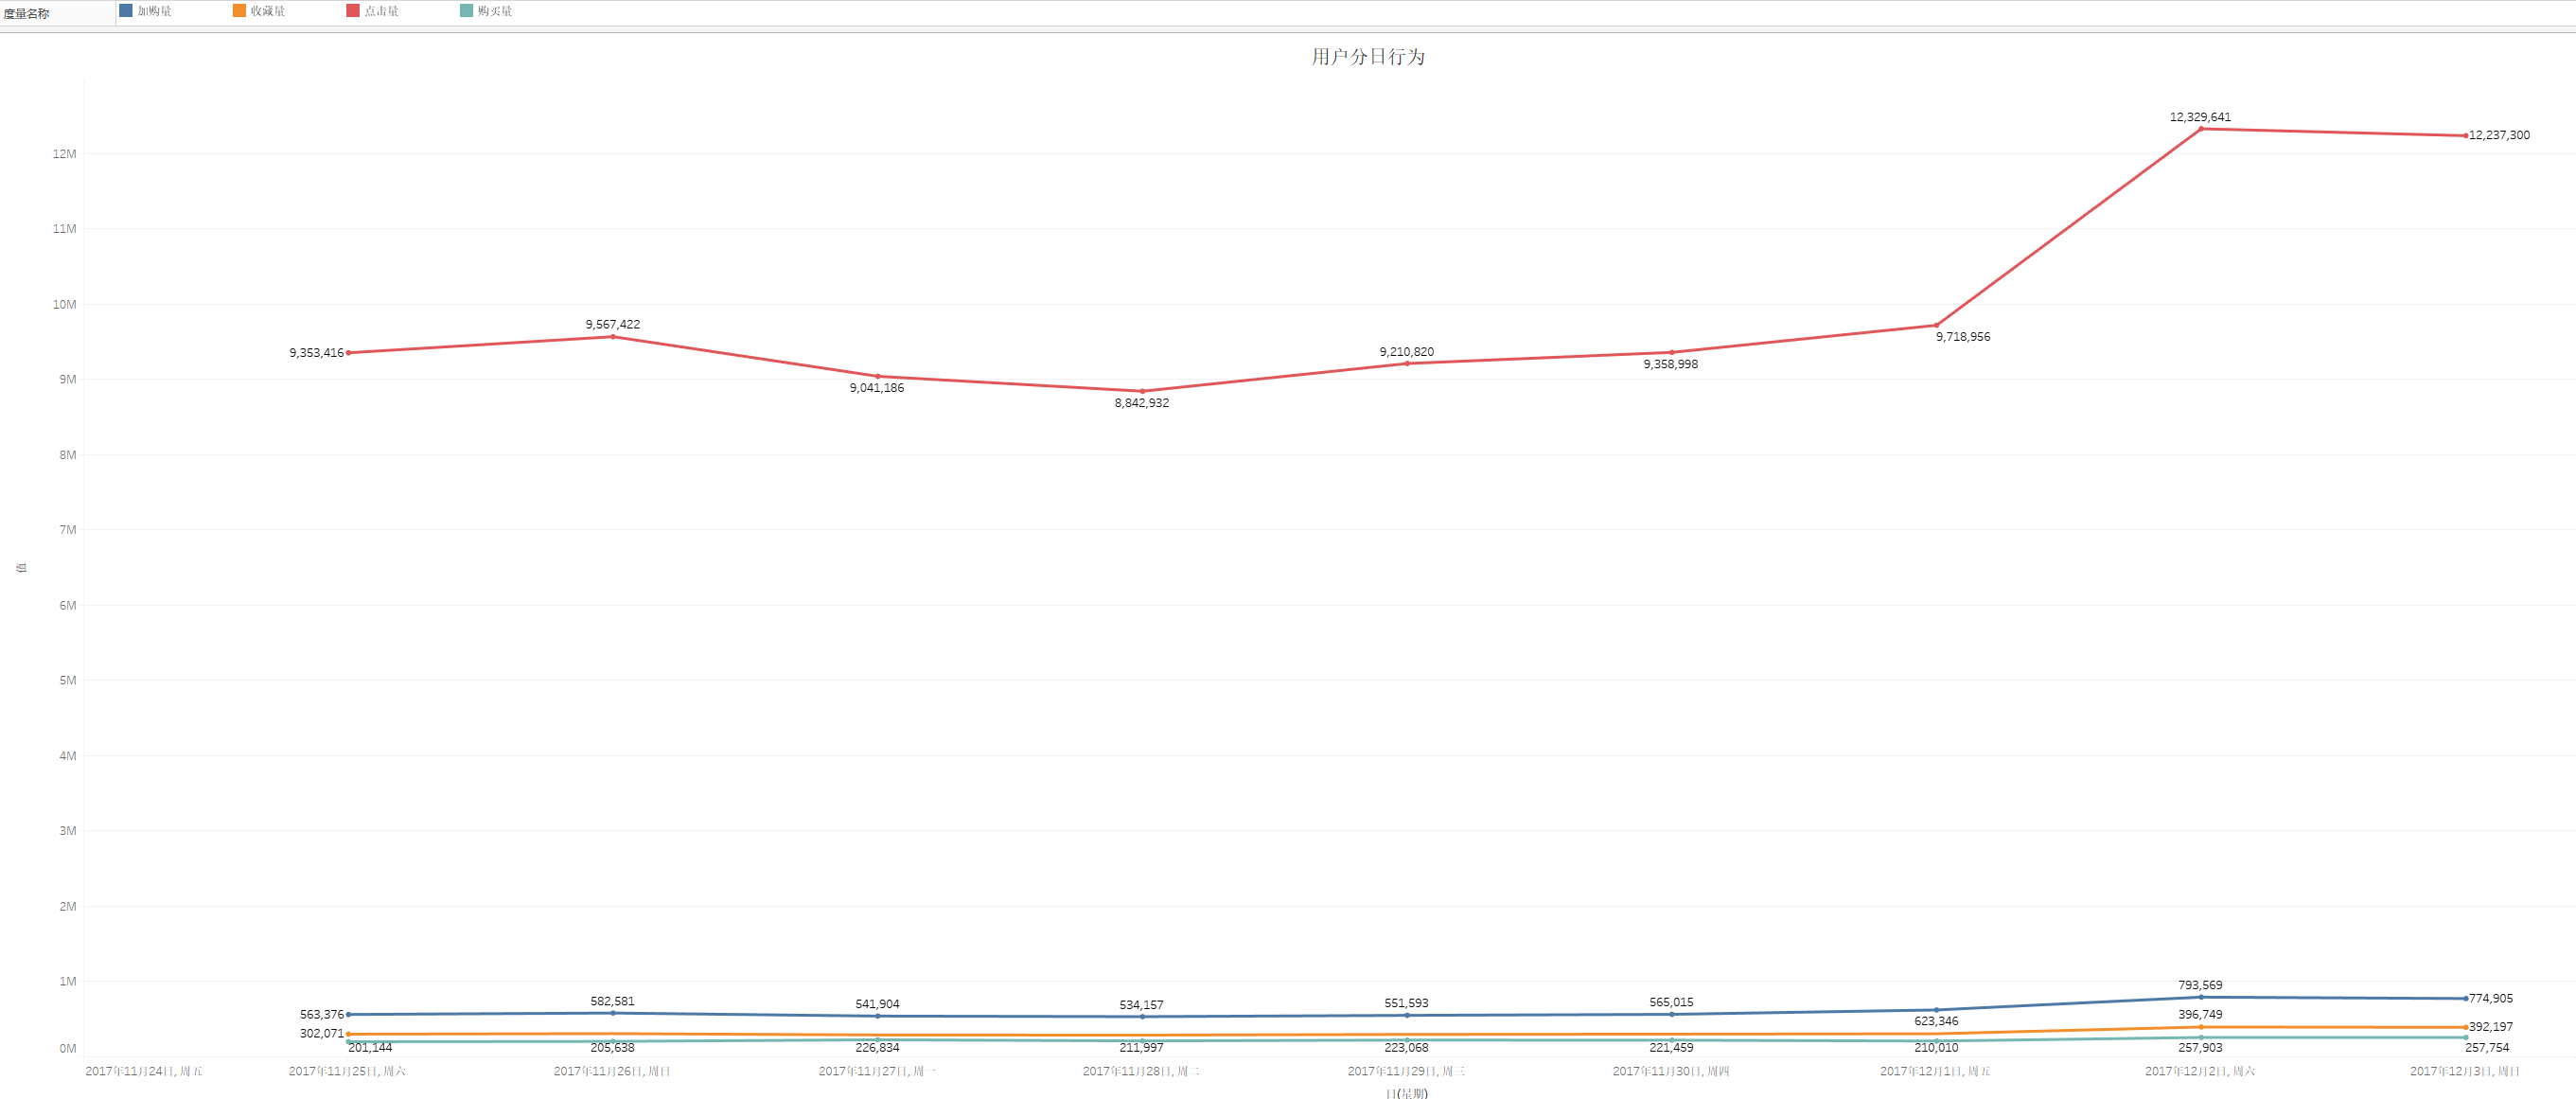 度量名称 加购量 收藏量 点击量 购买量
用户分日行为
12,329,641
12,237,300
12M
11M
10M
9,718,956
9,567,422
9,353,416
9,210,820
9,358,998
9M
9,041,186
8,842,932
8M
7M
值
6M
5M
4M
3M
2M
1M
793,569
774,905
582,581
541,904
534,157
551,593
565,015
563,376
623,346
396,749
302,071
392,197
0M
201,144
205,638
226,834
211,997
223,068
221,459
210,010
257,903
257,754
2017年11月24日, 周五
2017年11月25日, 周六
2017年11月26日, 周日
2017年11月27日, 周一
2017年11月28日, 周二
2017年11月29日, 周三
2017年11月30日, 周四
2017年12月1日, 周五
2017年12月2日, 周六
2017年12月3日, 周日
日(星期)